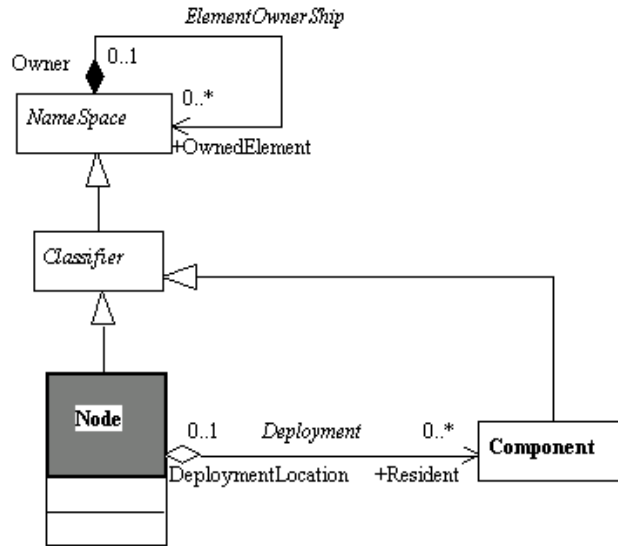 ElementOwnerShip
Owner
0..1
0..*
NameSpace
+OwnedElement
Classifier
Node
0..1
Deployment
0..*
Component
DeploymentLocation
+Resident